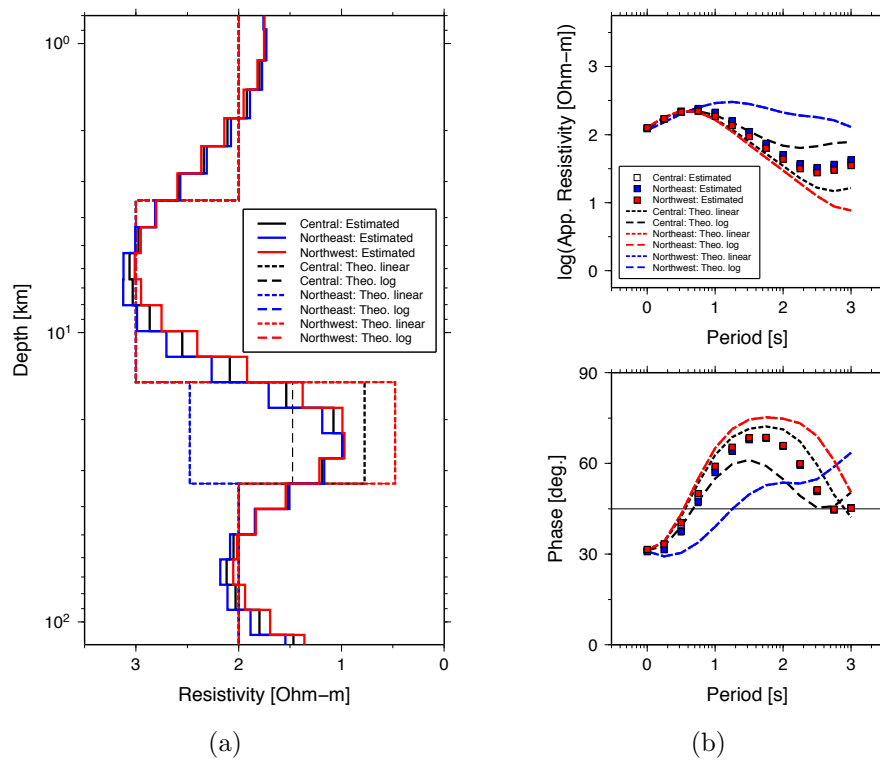 10⁰
10¹
10²
Depth [km]
3
2
1
0
Resistivity [Ohm−m]
Central: Estimated
Northeast: Estimated
Northwest: Estimated
Central: Theo. linear
Central: Theo. log
Northeast: Theo. linear
Northeast: Theo. log
Northwest: Theo. linear
Northwest: Theo. log
(a)
log(App. Resistivity [Ohm−m]
3
2
1
0
Central: Estimated
Northeast: Estimated
Northwest: Estimated
Central: Theo. linear
Central: Theo. log
Northeast: Theo. linear
Northeast: Theo. log
Northwest: Theo. linear
Northwest: Theo. log
0
1
2
3
Period [s]
Phase [deg.]
90
60
30
0
0
1
2
3
Period [s]
(b)